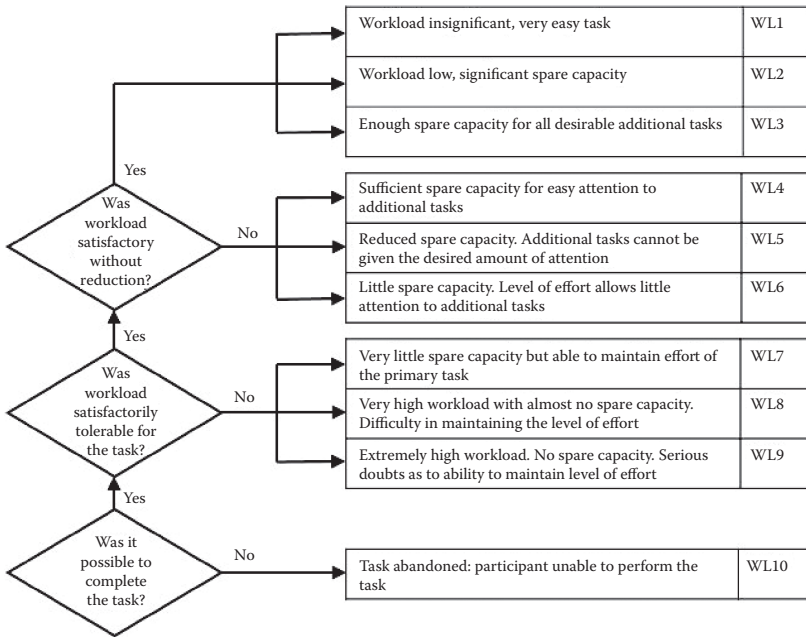 Workload insignificant, very easy task
WL1
Workload low, significant spare capacity
WL2
Enough spare capacity for all desirable additional tasks
WL3
Yes
Was
workload
satisfactory
without
reduction?
No
Sufficient spare capacity for easy attention to
additional tasks
WL4
Reduced spare capacity. Additional tasks cannot be
given the desired amount of attention
WL5
Little spare capacity. Level of effort allows little
attention to additional tasks
WL6
Yes
Was
workload
satisfactorily
tolerable for
the task?
No
Very little spare capacity but able to maintain effort of
the primary task
WL7
Very high workload with almost no spare capacity.
Difficulty in maintaining the level of effort
WL8
Extremely high workload. No spare capacity. Serious
doubts as to ability to maintain level of effort
WL9
Yes
Was it
possible to
complete
the task?
No
Task abandoned: participant unable to perform the
task
WL10